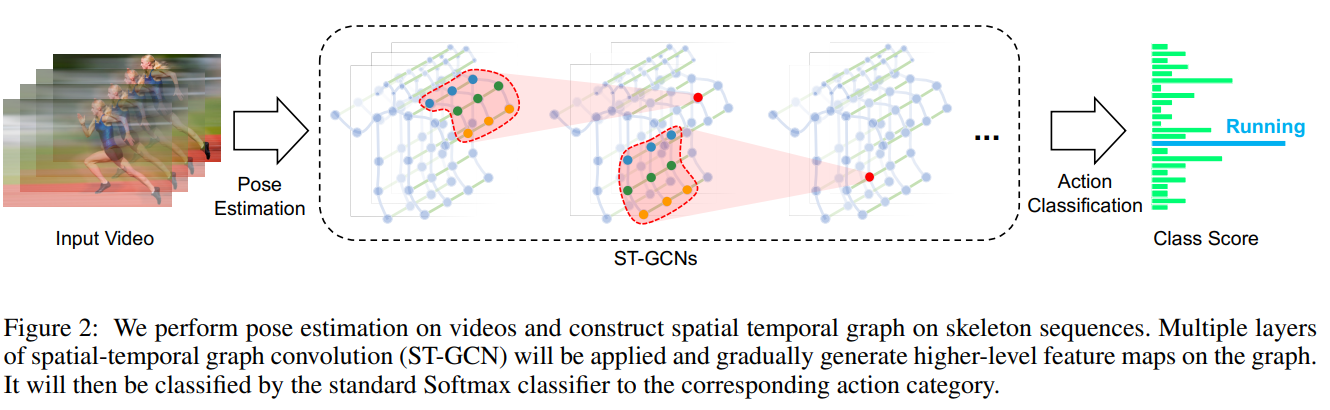 Running
...
Pose
Estimation
Action
Classification
Input Video
Class Score
ST-GCNs
Figure 2: We perform pose estimation on videos and construct spatial temporal graph on skeleton sequences. Multiple layers
of spatial-temporal graph convolution (ST-GCN) will be applied and gradually generate higher-level feature maps on the graph.
It will then be classified by the standard Softmax classifier to the corresponding action category.